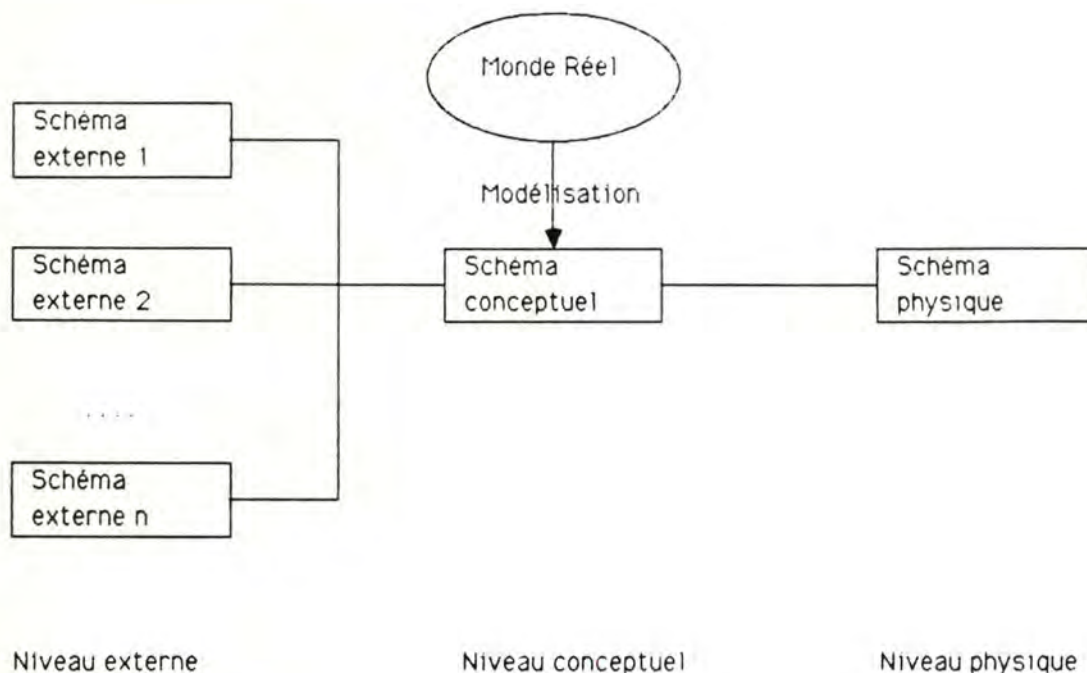 Monde Réel
Schéma
externe 1
Modélisation
Schéma
externe 2
Schéma
conceptuel
Schéma
physique
....
Schéma
externe n
Niveau externe
Niveau conceptuel
Niveau physique